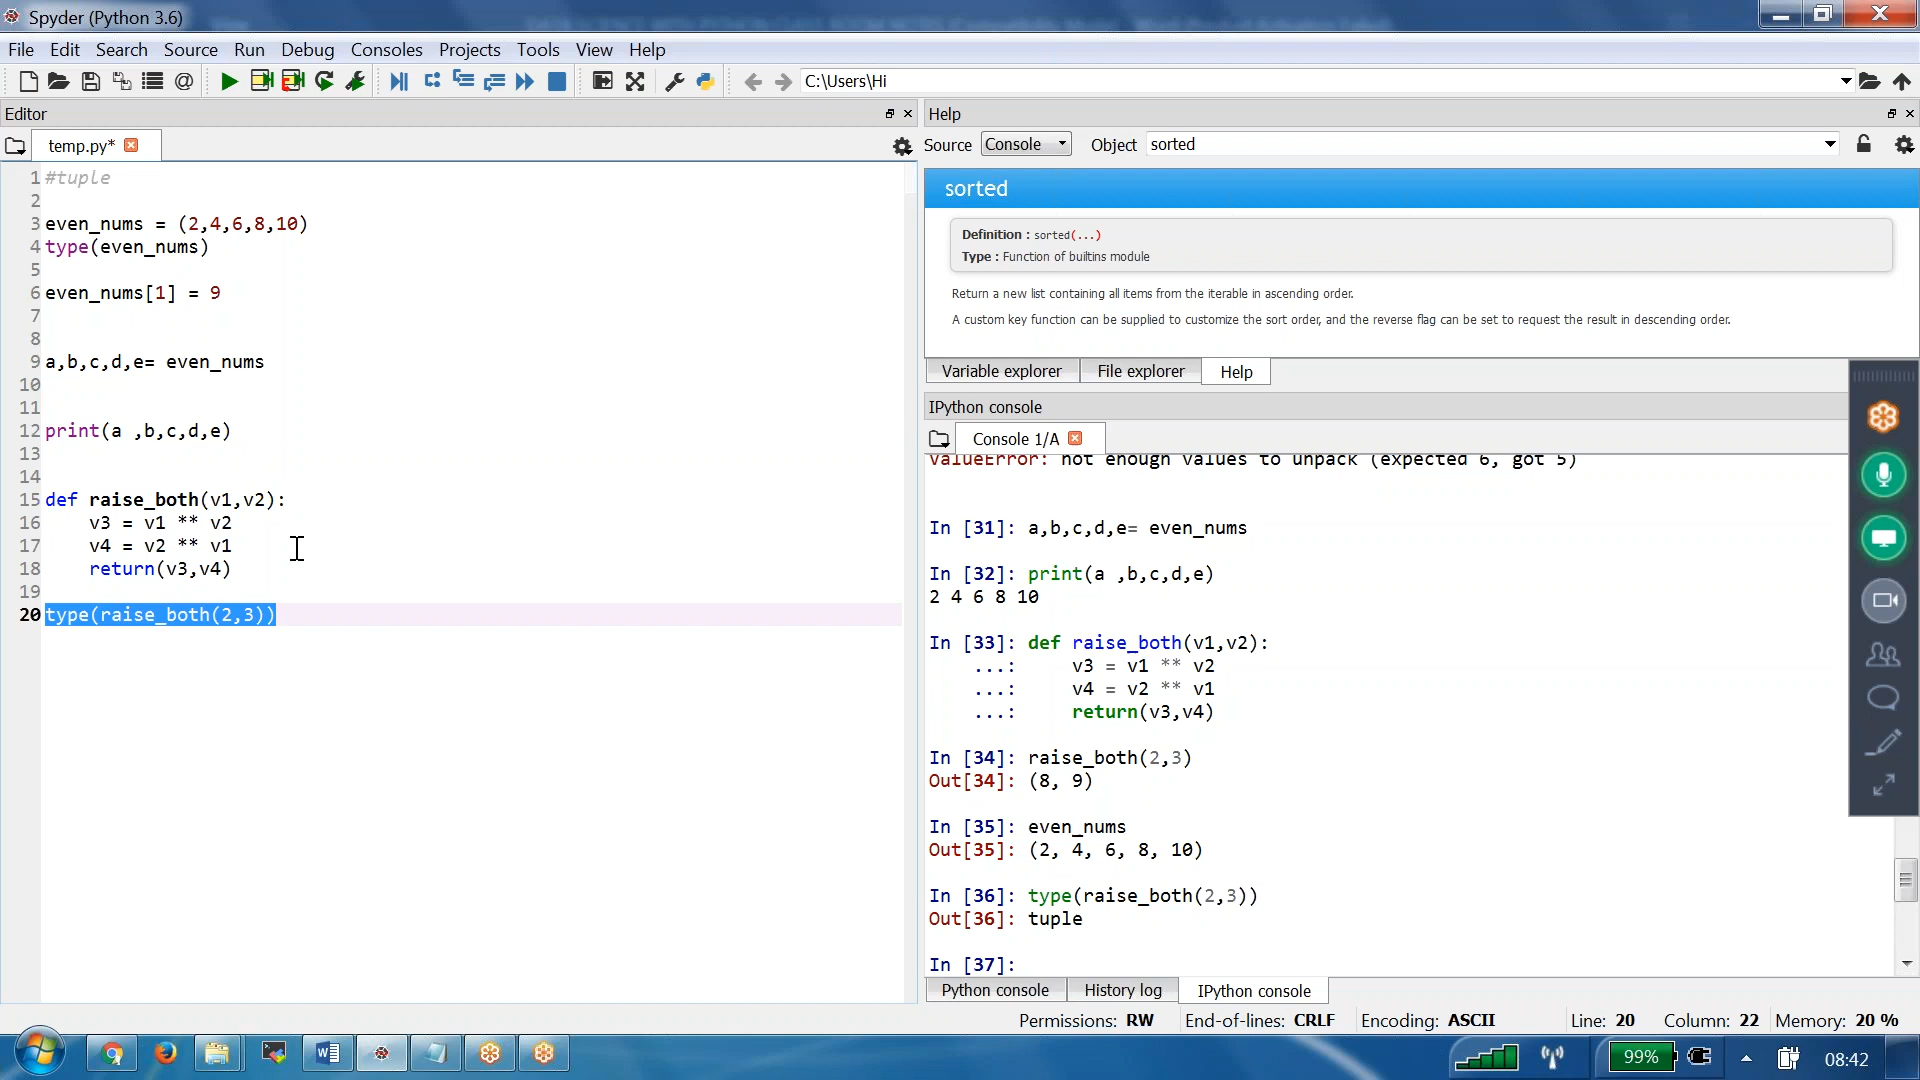 Spyder (Python 3.6)
File Edit Search Source Run Debug Consoles Projects Tools View Help
C:\Users\Hi
Editor
temp.py*
1 #tuple
2
3 even_nums = (2,4,6,8,10)
4 type(even_nums)
5
6 even_nums[1] = 9
7
8
9 a,b,c,d,e= even_nums
10
11
12 print(a ,b,c,d,e)
13
14
15 def raise_both(v1,v2):
16     v3 = v1 ** v2
17     v4 = v2 ** v1
18     return(v3,v4)
19
20 type(raise_both(2,3))
Help
Source Console Object sorted
sorted
Definition : sorted(...)
Type : Function of builtins module
Return a new list containing all items from the iterable in ascending order.
A custom key function can be supplied to customize the sort order, and the reverse flag can be set to request the result in descending order.
Variable explorer File explorer Help
IPython console
Console 1/A
ValueError: not enough values to unpack (expected 6, got 5)
In [31]: a,b,c,d,e= even_nums
In [32]: print(a ,b,c,d,e)
2 4 6 8 10
In [33]: def raise_both(v1,v2):
...:     v3 = v1 ** v2
...:     v4 = v2 ** v1
...:     return(v3,v4)
In [34]: raise_both(2,3)
Out[34]: (8, 9)
In [35]: even_nums
Out[35]: (2, 4, 6, 8, 10)
In [36]: type(raise_both(2,3))
Out[36]: tuple
In [37]:
Python console History log IPython console
Permissions: RW End-of-lines: CRLF Encoding: ASCII Line: 20 Column: 22 Memory: 20 %
99% 08:42